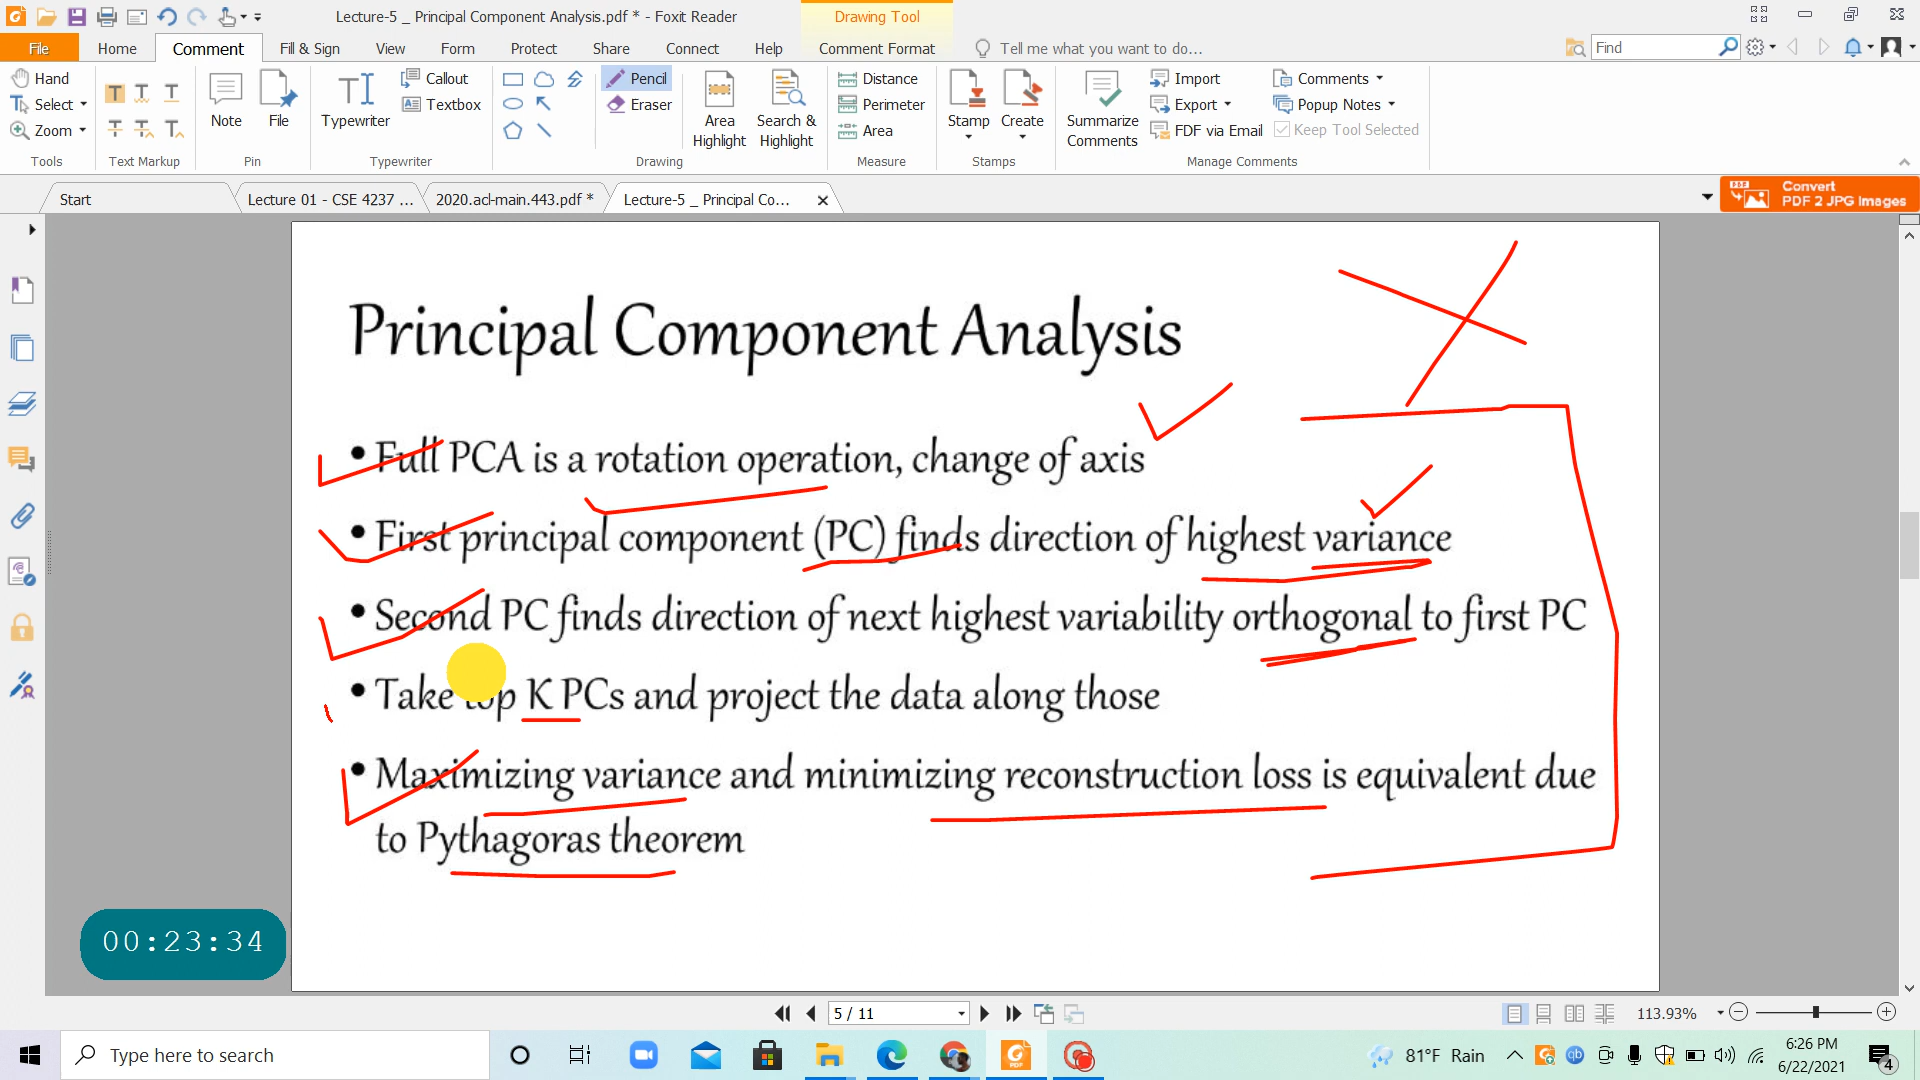 Lecture-5 _ Principal Component Analysis.pdf * - Foxit Reader
Drawing Tool
File
Home
Comment
Fill & Sign
View
Form
Protect
Share
Connect
Help
Comment Format
Tell me what you want to do...
Find
Hand
Select
Zoom
Tools
Text Markup
Note
File
Pin
Typewriter
Callout
Textbox
Typewriter
Pencil
Eraser
Area Highlight
Search & Highlight
Drawing
Distance
Perimeter
Area
Measure
Stamp
Create
Stamps
Summarize Comments
Import
Export
FDF via Email
Comments
Popup Notes
Keep Tool Selected
Manage Comments
Start
Lecture 01 - CSE 4237 ...
2020.acl-main.443.pdf *
Lecture-5 _ Principal Co...
Convert
PDF 2 JPG Images
Principal Component Analysis
• Full PCA is a rotation operation, change of axis
• First principal component (PC) finds direction of highest variance
• Second PC finds direction of next highest variability orthogonal to first PC
• Take top K PCs and project the data along those
• Maximizing variance and minimizing reconstruction loss is equivalent due
to Pythagoras theorem
00:23:34
5 / 11
113.93%
Type here to search
81°F Rain
6:26 PM
6/22/2021
4